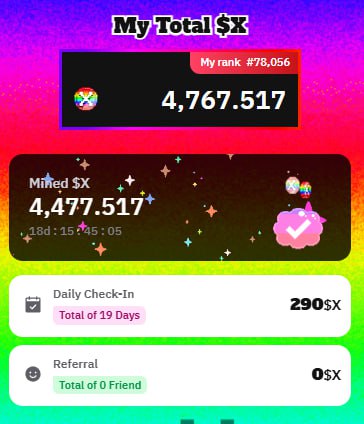 My Total $X
My rank #78,056
4,767.517
Mined $X
4,477.517
18d : 15 : 45 : 05
Daily Check-In
Total of 19 Days
290$X
Referral
Total of 0 Friend
0$X